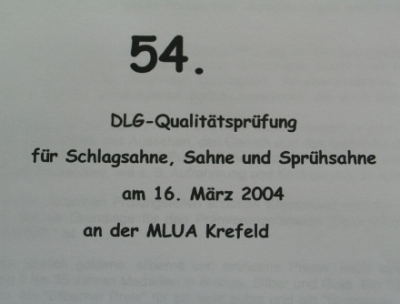 54.
DLG-Qualitätsprüfung
für Schlagsahne, Sahne und Sprühsahne
am 16. März 2004
an der MLUA Krefeld